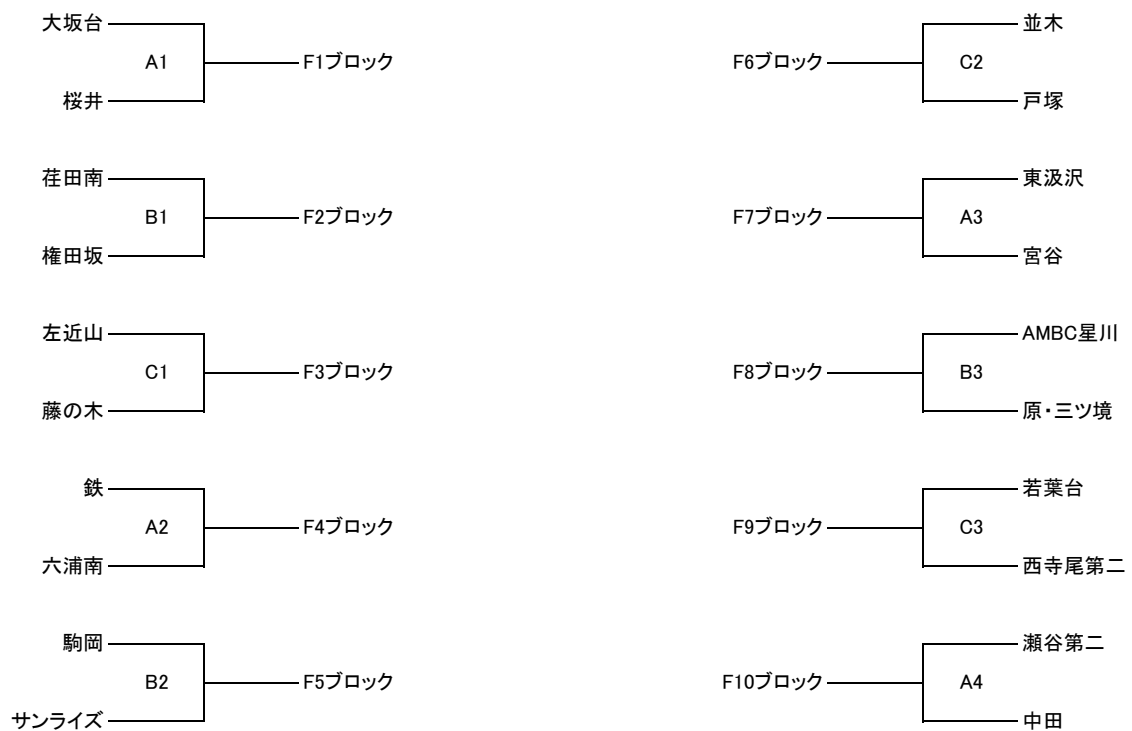 大坂台
A1
F1ブロック
桜井
荏田南
B1
F2ブロック
権田坂
左近山
C1
F3ブロック
藤の木
鉄
A2
F4ブロック
六浦南
駒岡
B2
F5ブロック
サンライズ
並木
F6ブロック
C2
戸塚
東汲沢
F7ブロック
A3
宮谷
AMBC星川
F8ブロック
B3
原・三ツ境
若葉台
F9ブロック
C3
西寺尾第二
瀬谷第二
F10ブロック
A4
中田